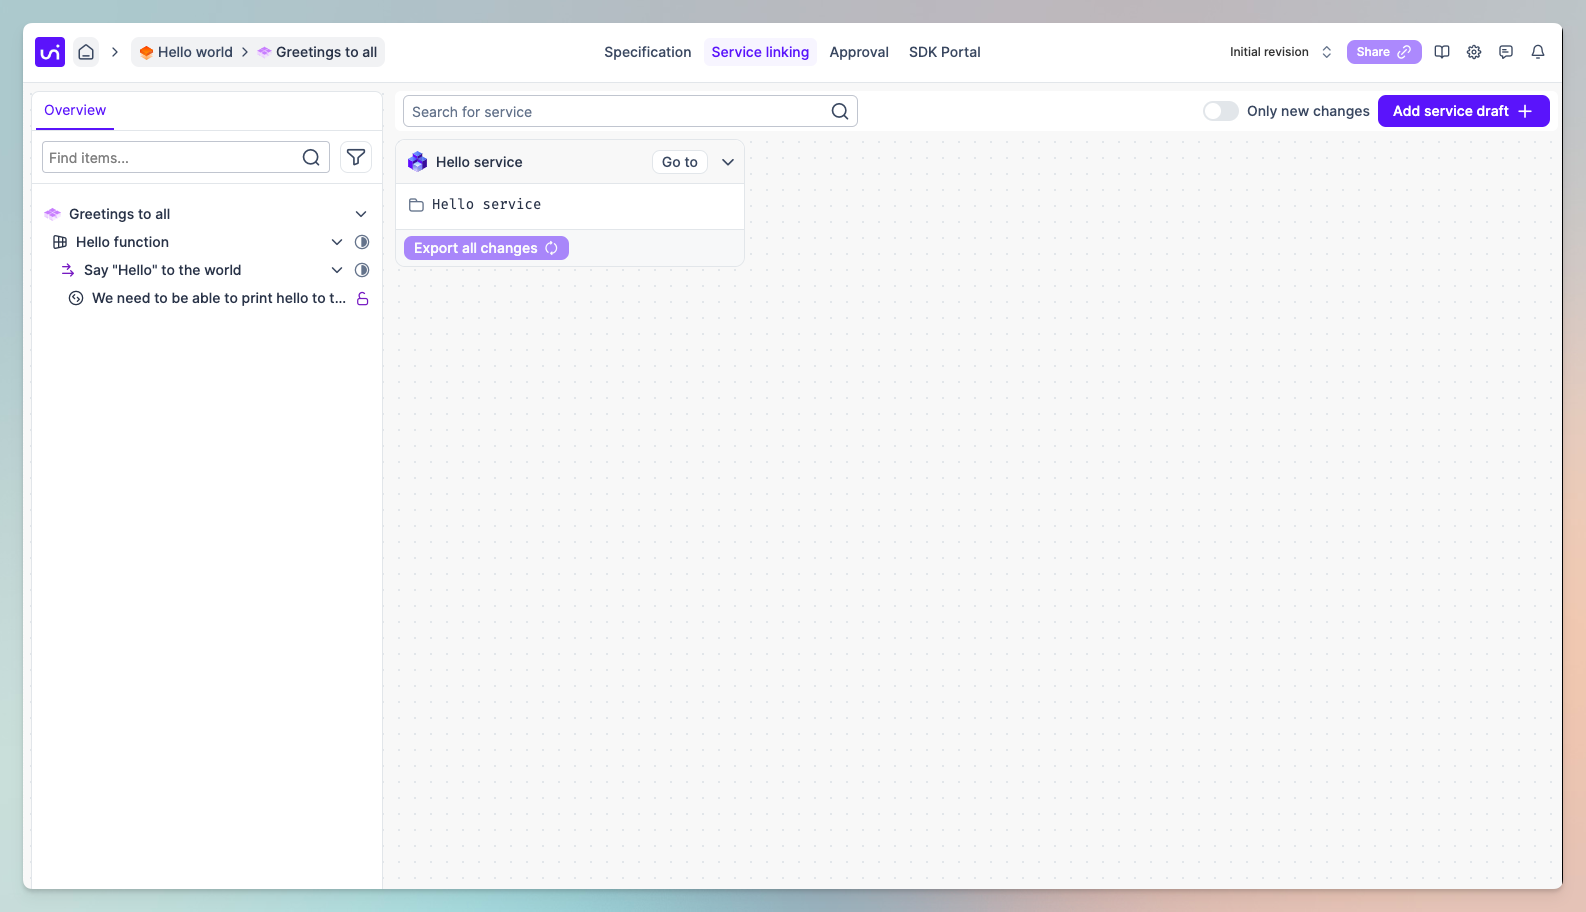 Hello world
Greetings to all
Specification
Service linking
Approval
SDK Portal
Initial revision
Share
Overview
Find items...
Greetings to all
Hello function
Say "Hello" to the world
We need to be able to print hello to t...
Search for service
Only new changes
Add service draft
Hello service
Go to
Hello service
Export all changes